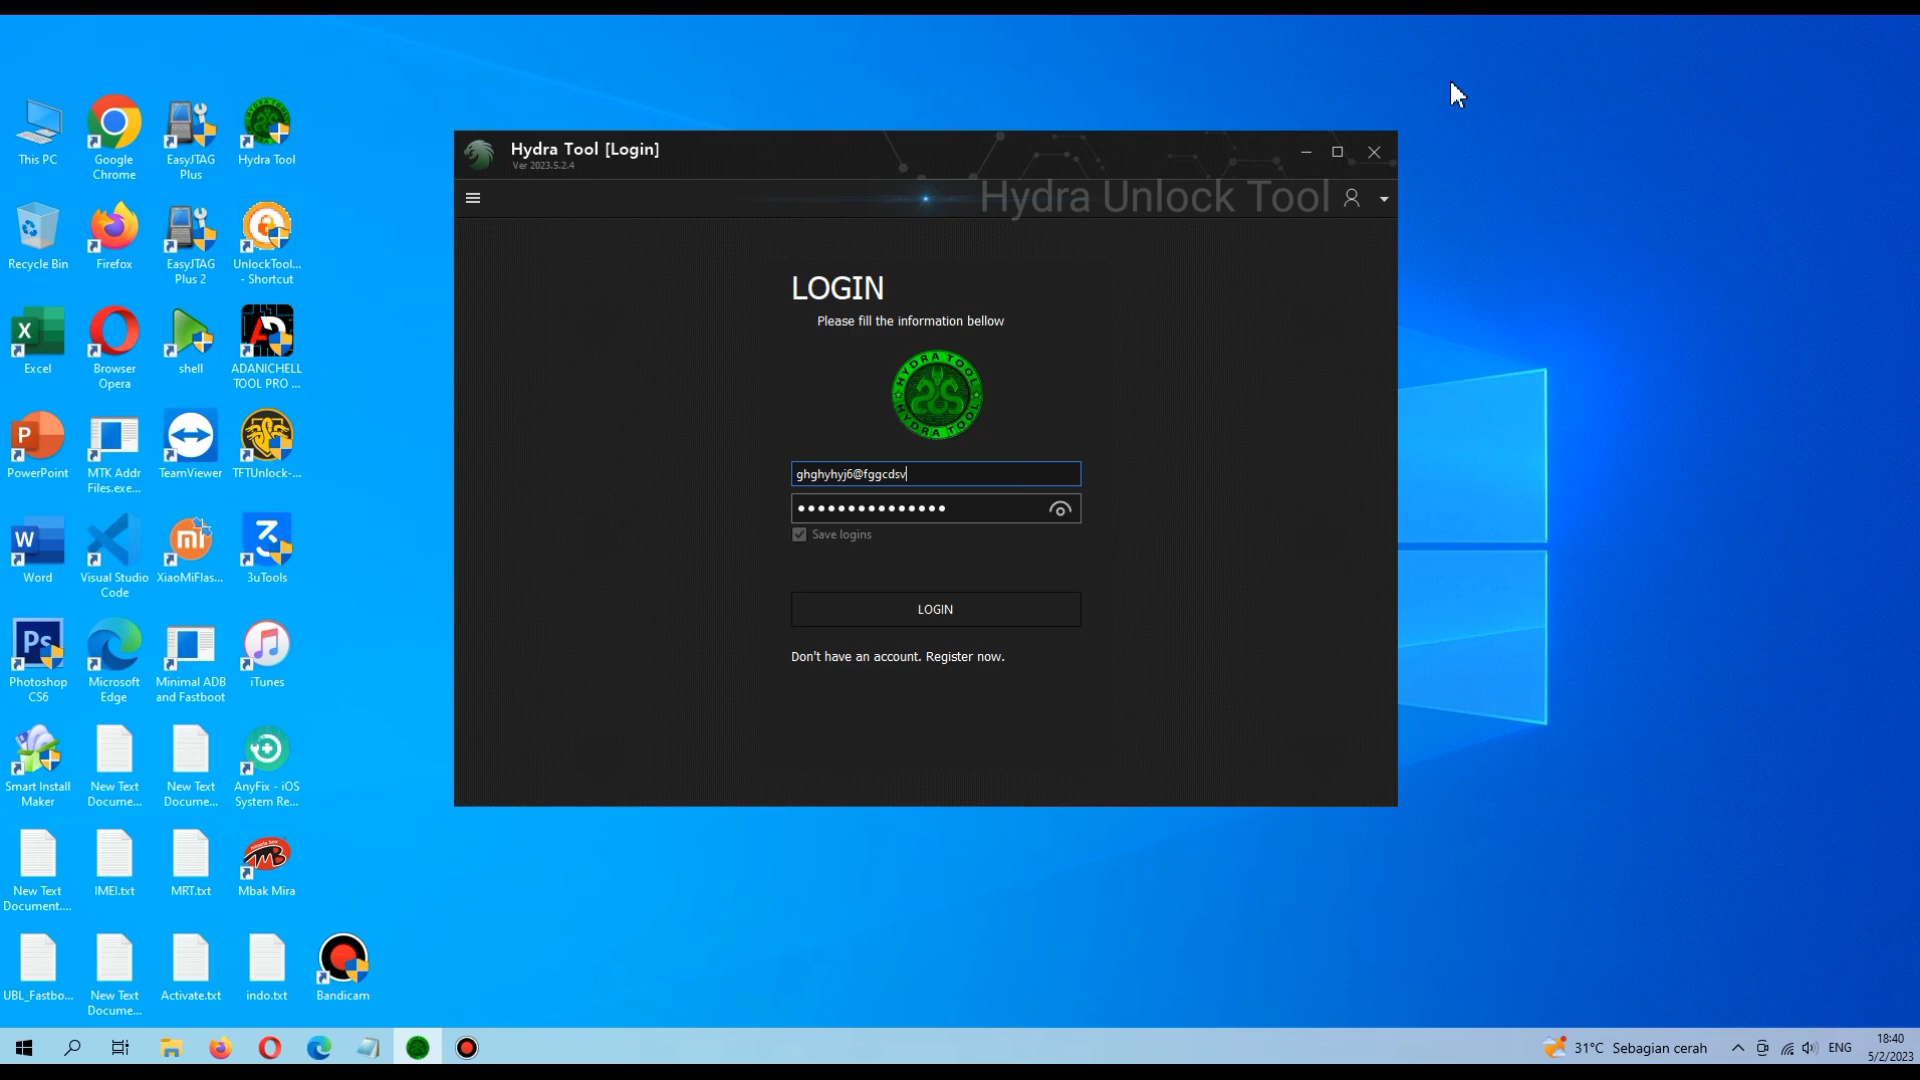 This PC
Google
Chrome
EasyJTAG
Plus
Hydra Tool
Recycle Bin
Firefox
EasyJTAG
Plus 2
UnlockTool...
- Shortcut
Excel
Browser
Opera
shell
ADANICHELL
TOOL PRO ...
PowerPoint
MTK Addr
Files.exe...
TeamViewer
TFTUnlock-...
Word
Visual Studio
Code
XiaoMiFlas...
3uTools
Photoshop
CS6
Microsoft
Edge
Minimal ADB
and Fastboot
iTunes
Smart Install
Maker
New Text
Docume...
New Text
Docume...
AnyFix - iOS
System Re...
New Text
Document....
IMEI.txt
MRT.txt
Mbak Mira
UBL_Fastbo...
New Text
Docume...
Activate.txt
indo.txt
Bandicam
Hydra Tool [Login]
Ver 2023.5.2.4
Hydra Unlock Tool
LOGIN
Please fill the information bellow
HYDRA TOOL
HYDRA TOOL
ghghyhyj6@fggcdsv
Save logins
LOGIN
Don't have an account. Register now.
31°C Sebagian cerah
ENG
18:40
5/2/2023